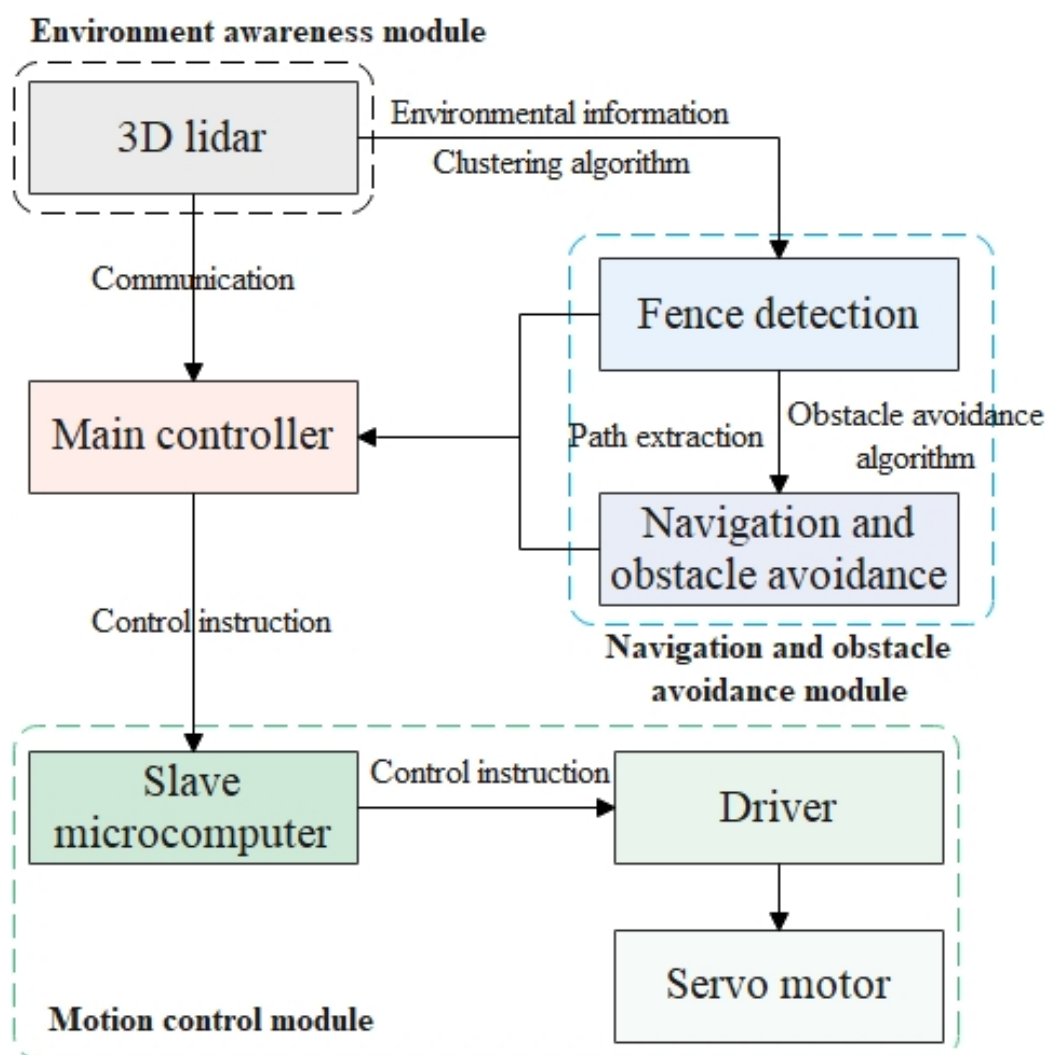 Environment awareness module
3D lidar
Environmental information
Clustering algorithm
Communication
Fence detection
Main controller
Path extraction
Obstacle avoidance
algorithm
Navigation and
obstacle avoidance
Control instruction
Navigation and obstacle
avoidance module
Slave
microcomputer
Control instruction
Driver
Servo motor
Motion control module